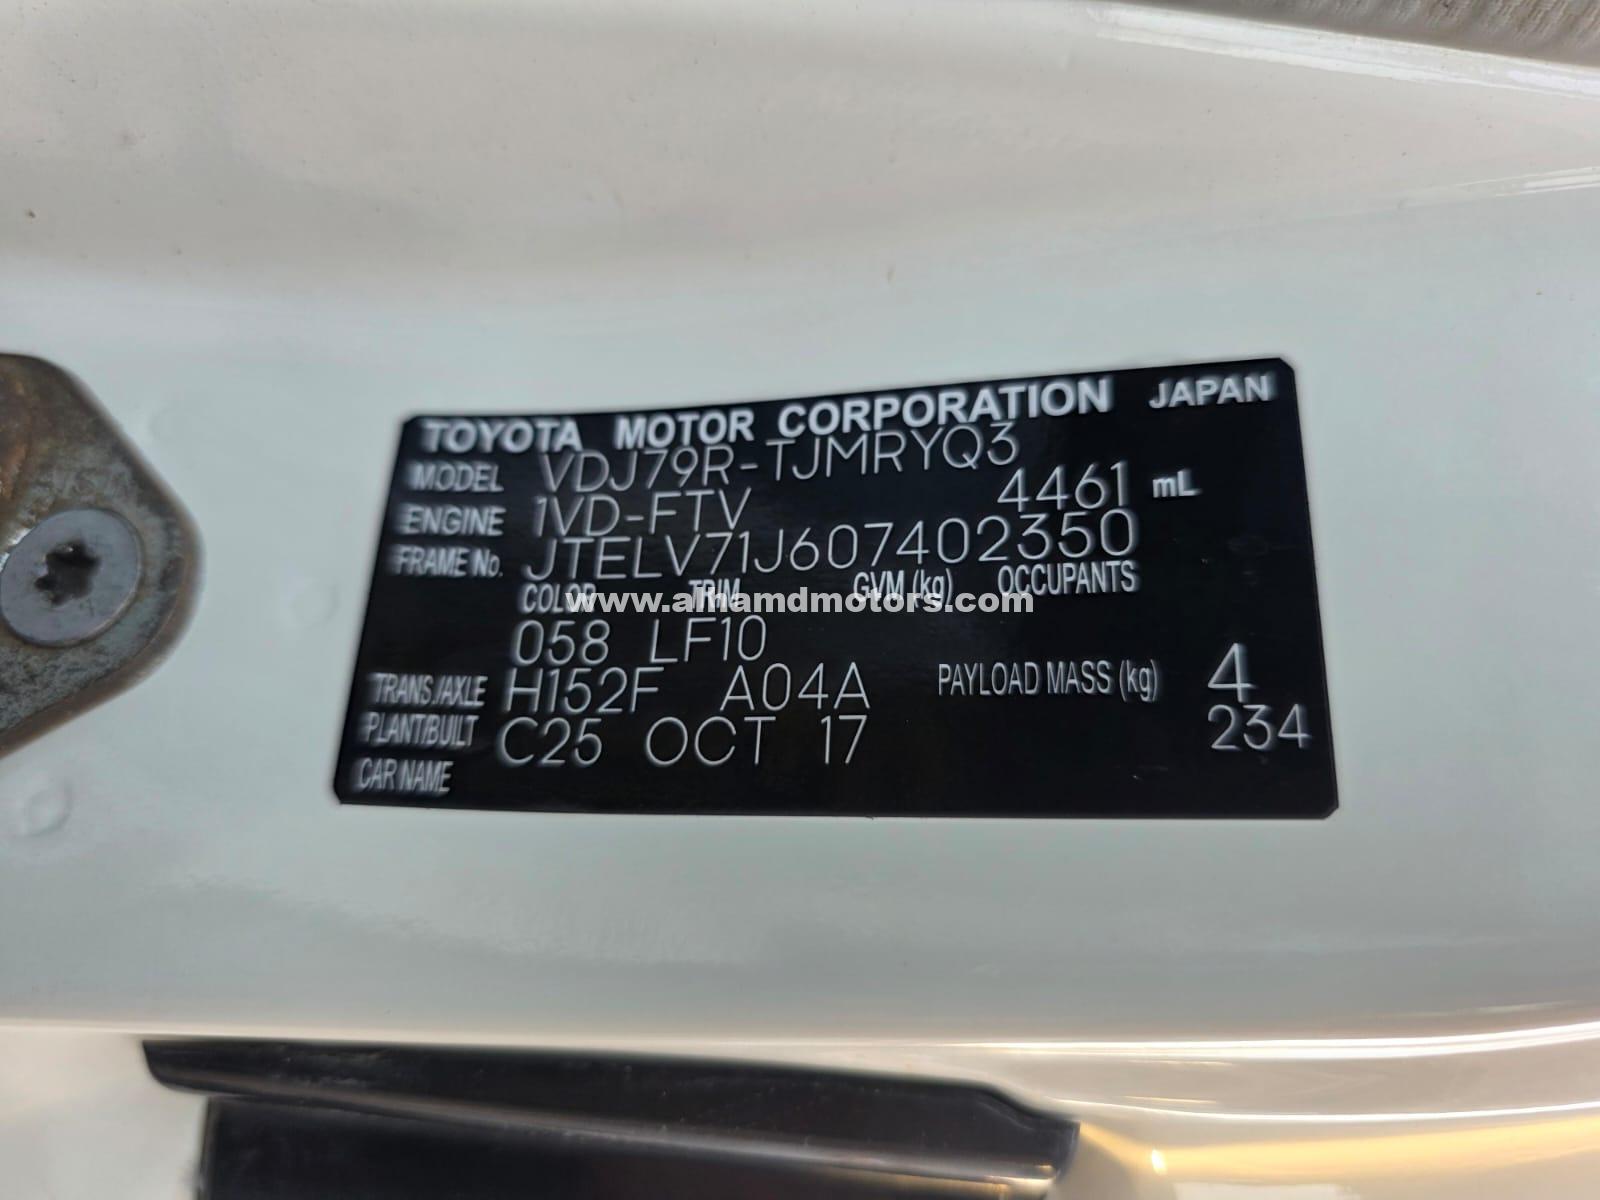 TOYOTA MOTOR CORPORATION JAPAN
MODEL VDJ79R-TJMRYQ3
ENGINE 1VD-FTV 4461 mL
FRAME No. JTELV71J607402350
COLOR TRIM GVM (kg) OCCUPANTS
www.alhamdmotors.com
058 LF10 4
TRANS./AXLE H152F A04A PAYLOAD MASS (kg) 234
PLANT/BUILT C25 OCT 17
CAR NAME